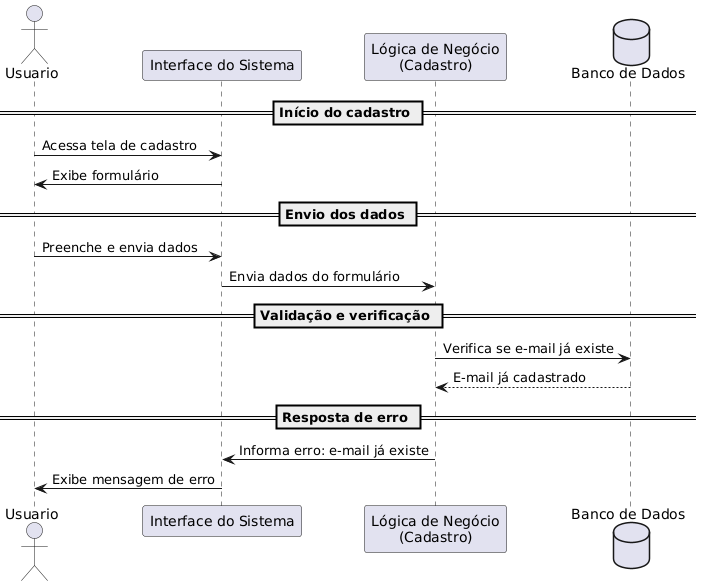 Usuario
Interface do Sistema
Lógica de Negócio
(Cadastro)
Banco de Dados
Início do cadastro
Acessa tela de cadastro
Exibe formulário
Envio dos dados
Preenche e envia dados
Envia dados do formulário
Validação e verificação
Verifica se e-mail já existe
E-mail já cadastrado
Resposta de erro
Informa erro: e-mail já existe
Exibe mensagem de erro
Usuario
Interface do Sistema
Lógica de Negócio
(Cadastro)
Banco de Dados